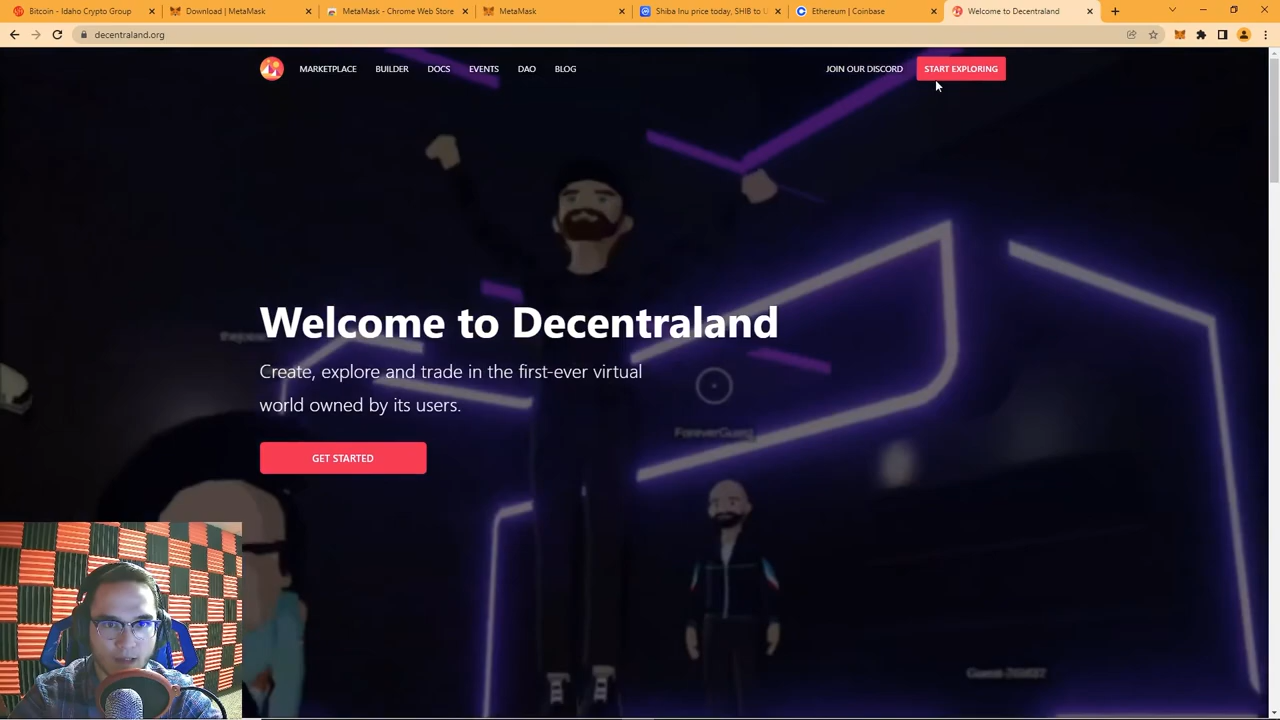 Bitcoin - Idaho Crypto Group
Download | MetaMask
MetaMask - Chrome Web Store
MetaMask
Shiba Inu price today, SHIB to U
Ethereum | Coinbase
Welcome to Decentraland
decentraland.org
MARKETPLACE
BUILDER
DOCS
EVENTS
DAO
BLOG
JOIN OUR DISCORD
START EXPLORING
Welcome to Decentraland
Create, explore and trade in the first-ever virtual
world owned by its users.
GET STARTED
ForeverGuest